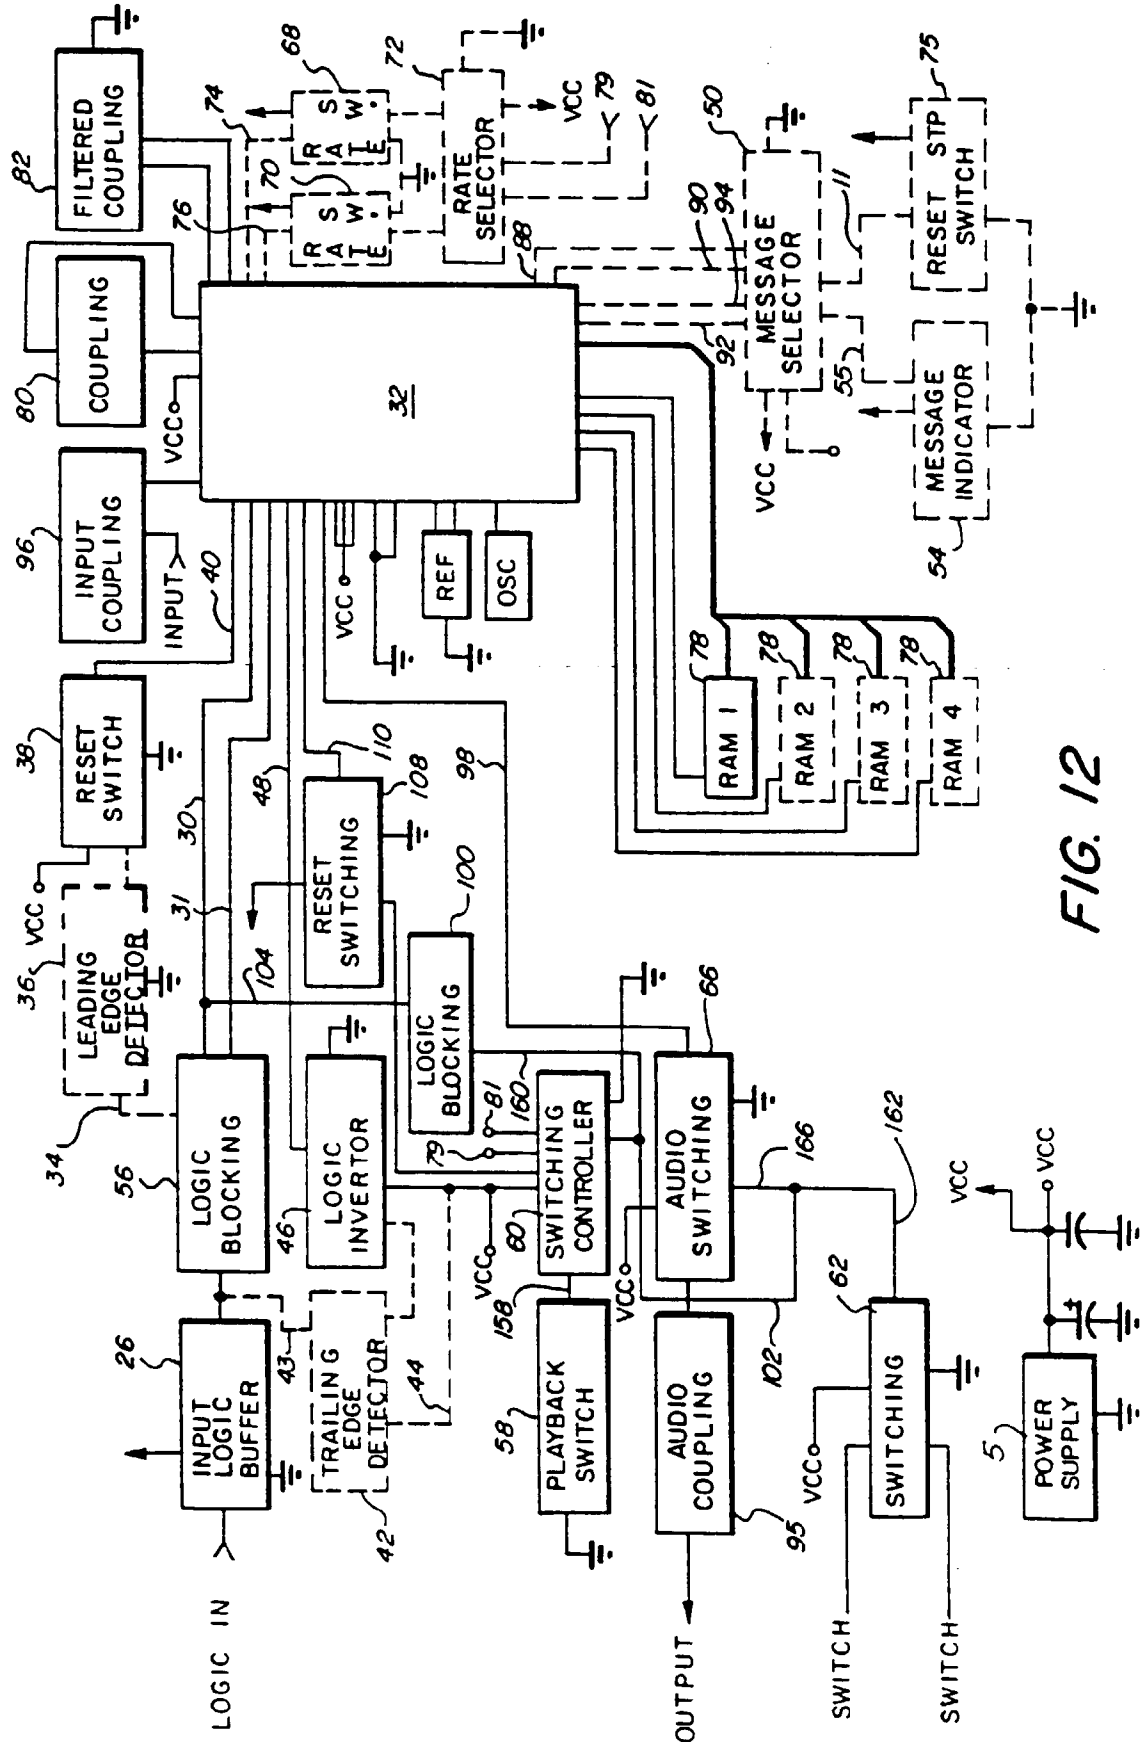 LOGIC IN
26
INPUT
LOGIC
BUFFER
43
56
LOGIC
BLOCKING
34
36
LEADING
EDGE
DETECTOR
VCC
38
RESET
SWITCH
30
31
40
96
INPUT
COUPLING
INPUT
80
COUPLING
VCC
82
FILTERED
COUPLING
42
TRAILING
EDGE
DETECTOR
44
46
LOGIC
INVERTOR
48
104
RESET
SWITCHING
108
110
VCC
REF
OSC
32
74
76
RATE
SW.
68
RATE
SW.
70
72
RATE
SELECTOR
VCC
79
81
88
90
94
92
50
MESSAGE
SELECTOR
VCC
55
11
75
RESET STP
SWITCH
54
MESSAGE
INDICATOR
LOGIC
BLOCKING
100
160
79
81
VCC
60
SWITCHING
CONTROLLER
158
58
PLAYBACK
SWITCH
98
66
AUDIO
SWITCHING
VCC
166
102
AUDIO
COUPLING
95
OUTPUT
162
62
SWITCHING
VCC
SWITCH
SWITCH
5
POWER
SUPPLY
VCC
VCC
78
RAM 1
78
RAM 2
78
RAM 3
78
RAM 4
FIG. 12